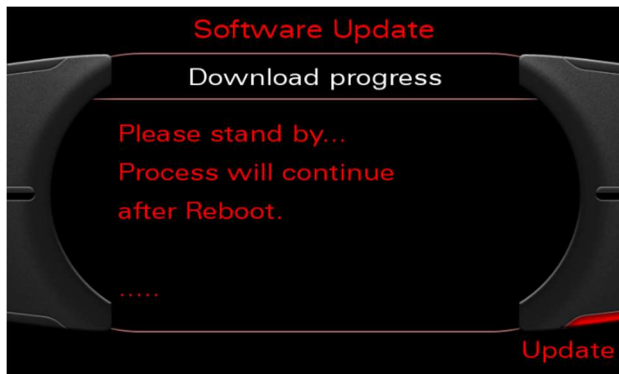 Software Update
Download progress
Please stand by...
Process will continue
after Reboot.
.....
Update